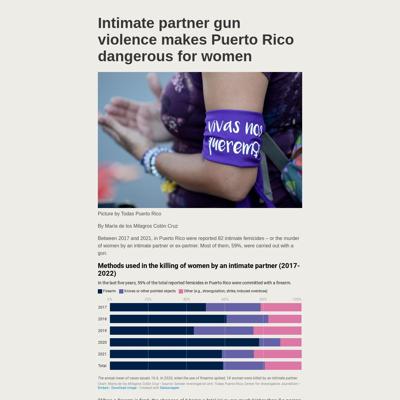 Intimate partner gun
violence makes Puerto Rico
dangerous for women
vivas nos
queremos
Picture by Todas Puerto Rico
By María de los Milagros Colón Cruz
Between 2017 and 2021, in Puerto Rico were reported 82 intimate femicides – or the murder
of women by an intimate partner or ex-partner. Most of them, 59%, were carried out with a
gun.
Methods used in the killing of women by an intimate partner (2017-
2022)
In the last five years, 59% of the total reported femicides in Puerto Rico were committed with a firearm.
Firearm Knives or other pointed objects Other (e.g., strangulation, strike, induced overdose)
0% 20% 40% 60% 80% 100%
2017
2018
2019
2020
2021
Total